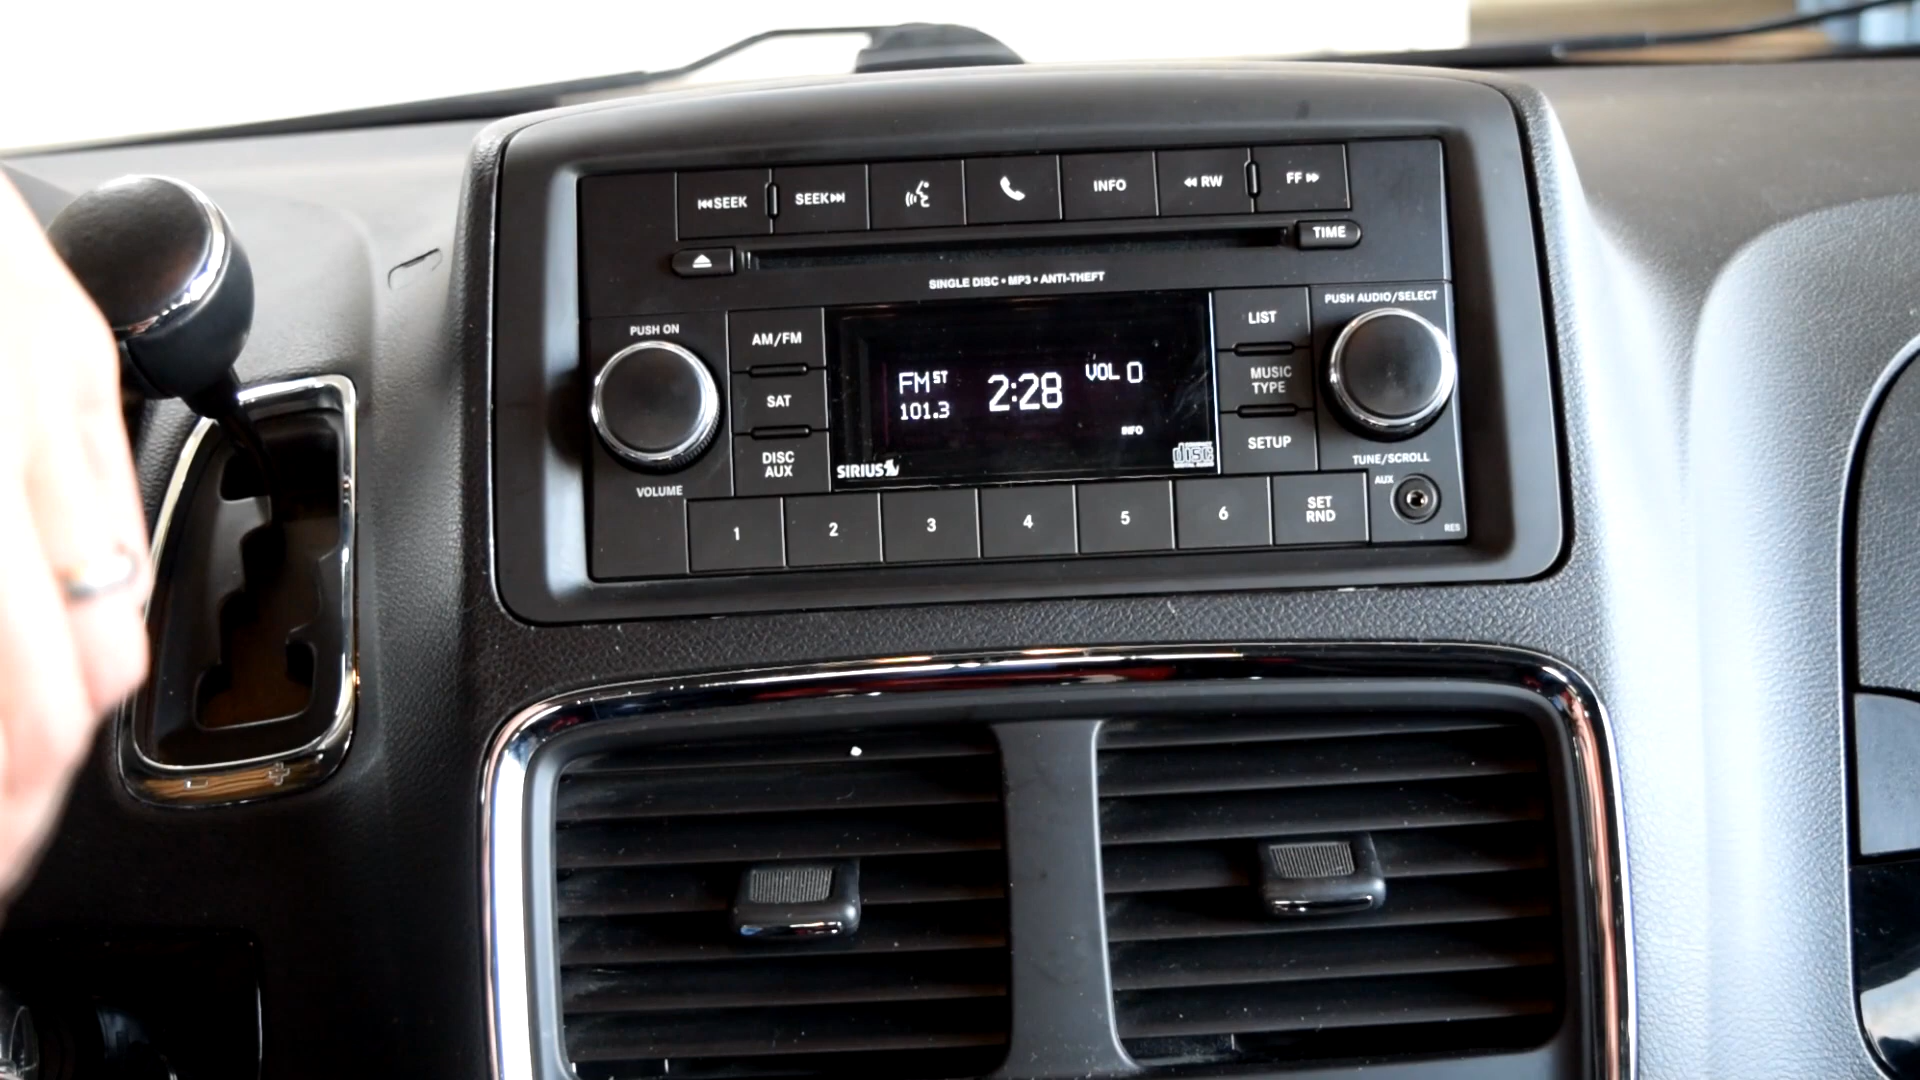 ⏮SEEK
SEEK⏭
INFO
◀◀ RW
FF ▶▶
TIME
SINGLE DISC • MP3 • ANTI-THEFT
PUSH ON
VOLUME
AM/FM
SAT
DISC
AUX
FM ST
101.3
2:28
VOL 0
INFO
SIRIUS
disc
LIST
MUSIC
TYPE
SETUP
PUSH AUDIO/SELECT
TUNE/SCROLL
AUX
RES
1
2
3
4
5
6
SET
RND
- +